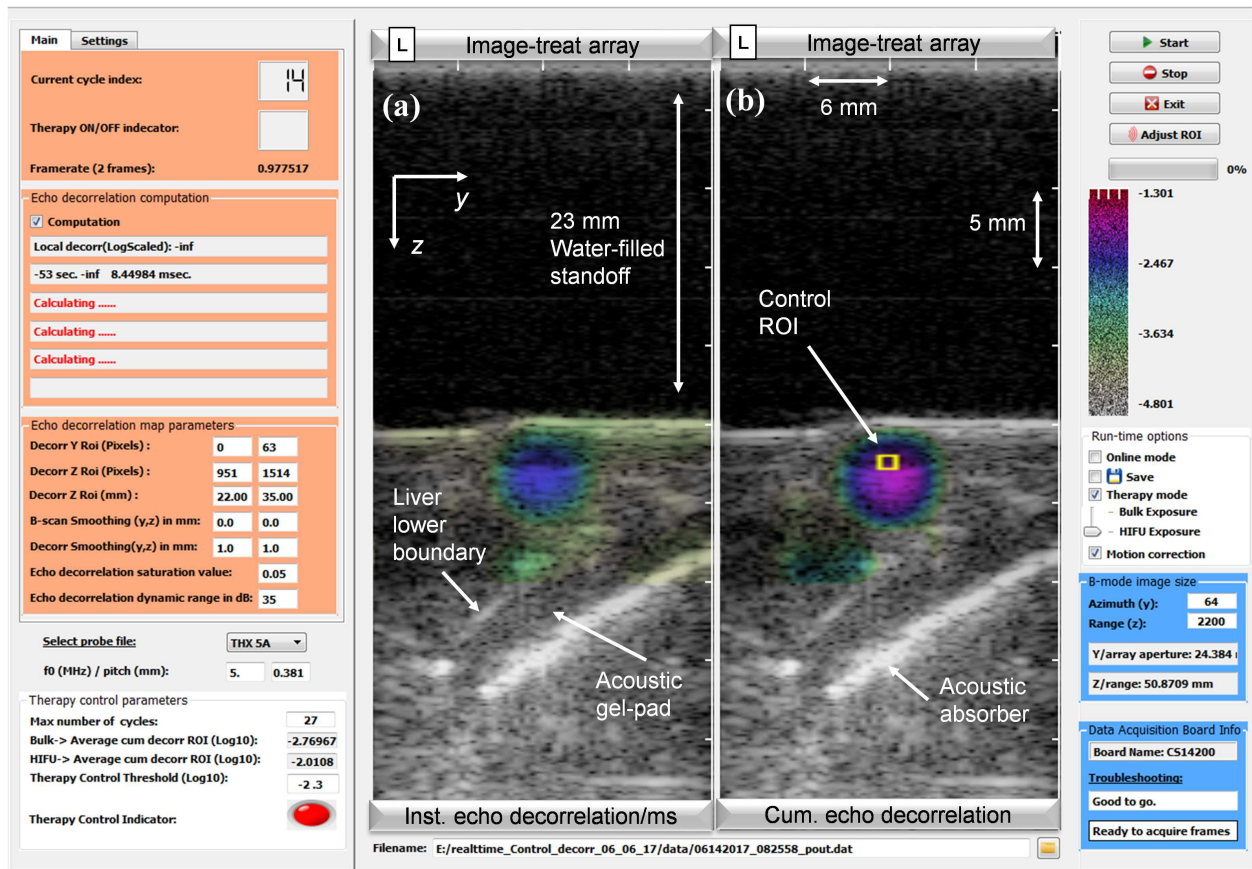 Main
Settings
Current cycle index:
14
Therapy ON/OFF indecator:
Framerate (2 frames):
0.977517
Echo decorrelation computation
Computation
Local decorr(LogScaled): -inf
-53 sec. -inf 8.44984 msec.
Calculating ......
Calculating ......
Calculating ......
Echo decorrelation map parameters
Decorr Y Roi (Pixels) : 0 63
Decorr Z Roi (Pixels) : 951 1514
Decorr Z Roi (mm) : 22.00 35.00
B-scan Smoothing (y,z) in mm: 0.0 0.0
Decorr Smoothing(y,z) in mm: 1.0 1.0
Echo decorrelation saturation value: 0.05
Echo decorrelation dynamic range in dB: 35
Select probe file: THX 5A
f0 (MHz) / pitch (mm): 5. 0.381
Therapy control parameters
Max number of cycles: 27
Bulk-> Average cum decorr ROI (Log10): -2.76967
HIFU-> Average cum decorr ROI (Log10): -2.0108
Therapy Control Threshold (Log10): -2 .3
Therapy Control Indicator:
L
Image-treat array
(a)
y
z
23 mm
Water-filled
standoff
Liver
lower
boundary
Acoustic
gel-pad
Inst. echo decorrelation/ms
L
Image-treat array
(b)
6 mm
5 mm
Control
ROI
Acoustic
absorber
Cum. echo decorrelation
Filename: E:/realttime_Control_decorr_06_06_17/data/06142017_082558_pout.dat
Start
Stop
Exit
Adjust ROI
0%
-1.301
-2.467
-3.634
-4.801
Run-time options
Online mode
Save
Therapy mode
- Bulk Exposure
- HIFU Exposure
Motion correction
B-mode image size
Azimuth (y): 64
Range (z): 2200
Y/array aperture: 24.384
Z/range: 50.8709 mm
Data Acquisition Board Info
Board Name: CS14200
Troubleshooting:
Good to go.
Ready to acquire frames